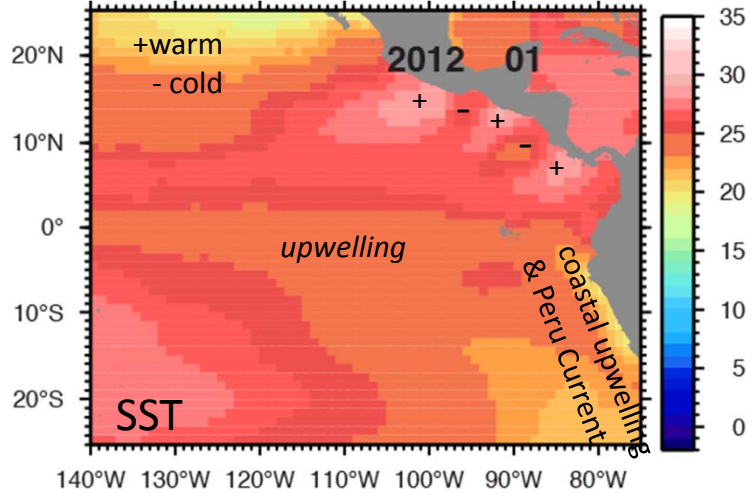 +warm
- cold
2012 01
+
-
+
-
+
upwelling
coastal upwelling
& Peru Current
SST
20°N
10°N
0°
10°S
20°S
140°W 130°W 120°W 110°W 100°W 90°W 80°W
35
30
25
20
15
10
5
0